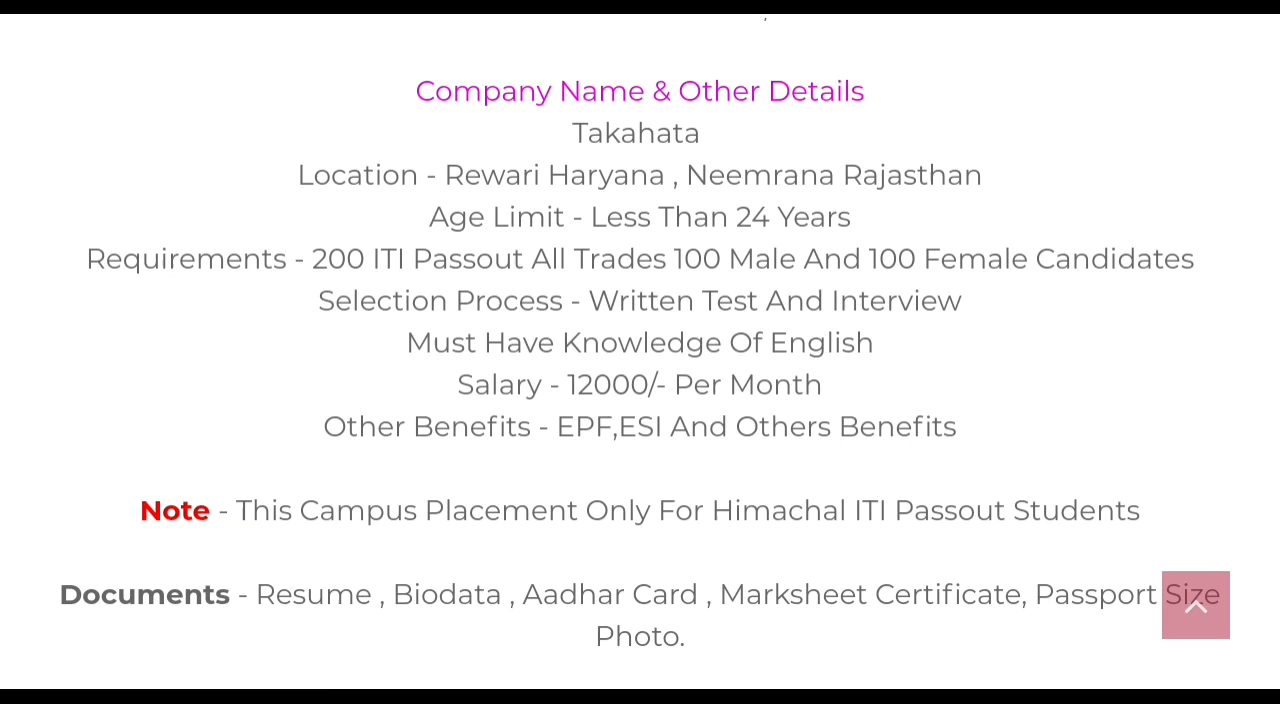 Company Name & Other Details
Takahata
Location - Rewari Haryana , Neemrana Rajasthan
Age Limit - Less Than 24 Years
Requirements - 200 ITI Passout All Trades 100 Male And 100 Female Candidates
Selection Process - Written Test And Interview
Must Have Knowledge Of English
Salary - 12000/- Per Month
Other Benefits - EPF,ESI And Others Benefits
Note - This Campus Placement Only For Himachal ITI Passout Students
Documents - Resume , Biodata , Aadhar Card , Marksheet Certificate, Passport Size
Photo.